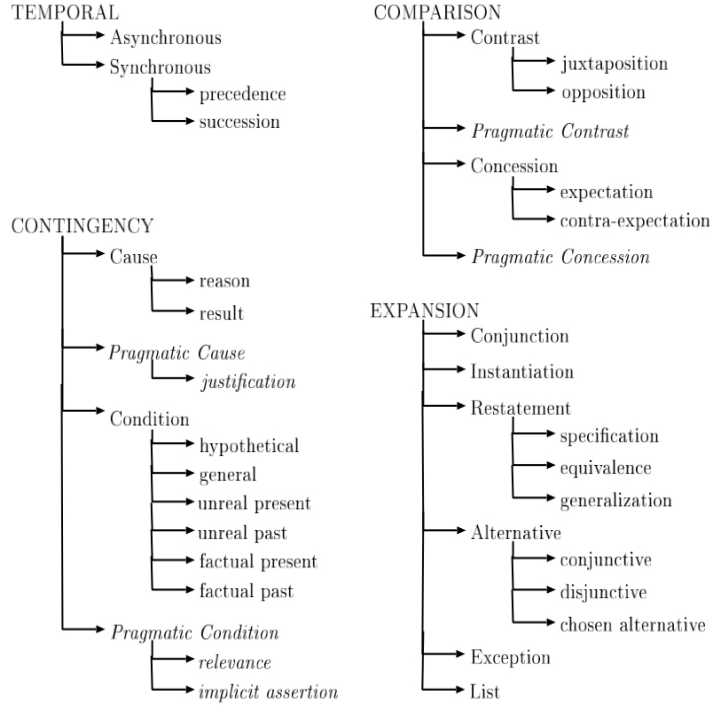 TEMPORAL
Asynchronous
Synchronous
precedence
succession
CONTINGENCY
Cause
reason
result
Pragmatic Cause
justification
Condition
hypothetical
general
unreal present
unreal past
factual present
factual past
Pragmatic Condition
relevance
implicit assertion
COMPARISON
Contrast
juxtaposition
opposition
Pragmatic Contrast
Concession
expectation
contra-expectation
Pragmatic Concession
EXPANSION
Conjunction
Instantiation
Restatement
specification
equivalence
generalization
Alternative
conjunctive
disjunctive
chosen alternative
Exception
List